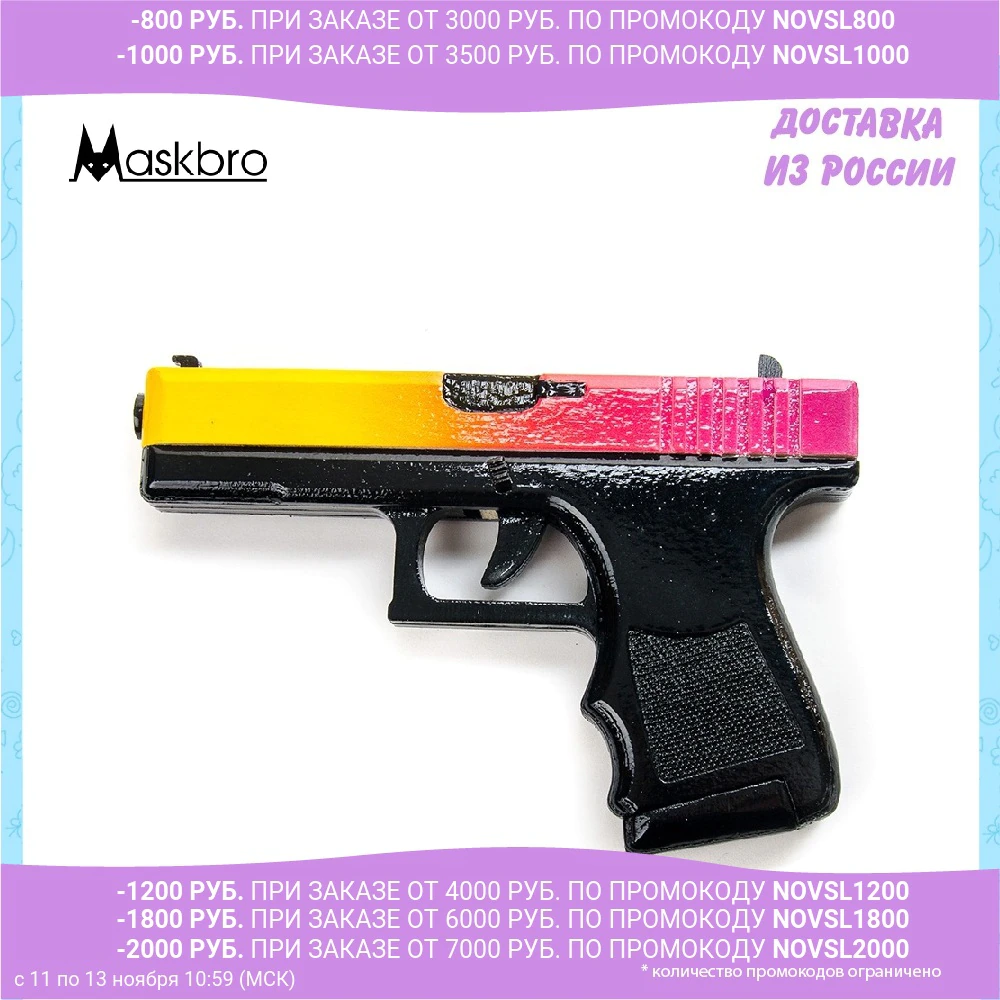 -800 РУБ. ПРИ ЗАКАЗЕ ОТ 3000 РУБ. ПО ПРОМОКОДУ NOVSL800
-1000 РУБ. ПРИ ЗАКАЗЕ ОТ 3500 РУБ. ПО ПРОМОКОДУ NOVSL1000
Maskbro
ДОСТАВКА
ИЗ РОССИИ
-1200 РУБ. ПРИ ЗАКАЗЕ ОТ 4000 РУБ. ПО ПРОМОКОДУ NOVSL1200
-1800 РУБ. ПРИ ЗАКАЗЕ ОТ 6000 РУБ. ПО ПРОМОКОДУ NOVSL1800
-2000 РУБ. ПРИ ЗАКАЗЕ ОТ 7000 РУБ. ПО ПРОМОКОДУ NOVSL2000
с 11 по 13 ноября 10:59 (МСК)
* количество промокодов ограничено